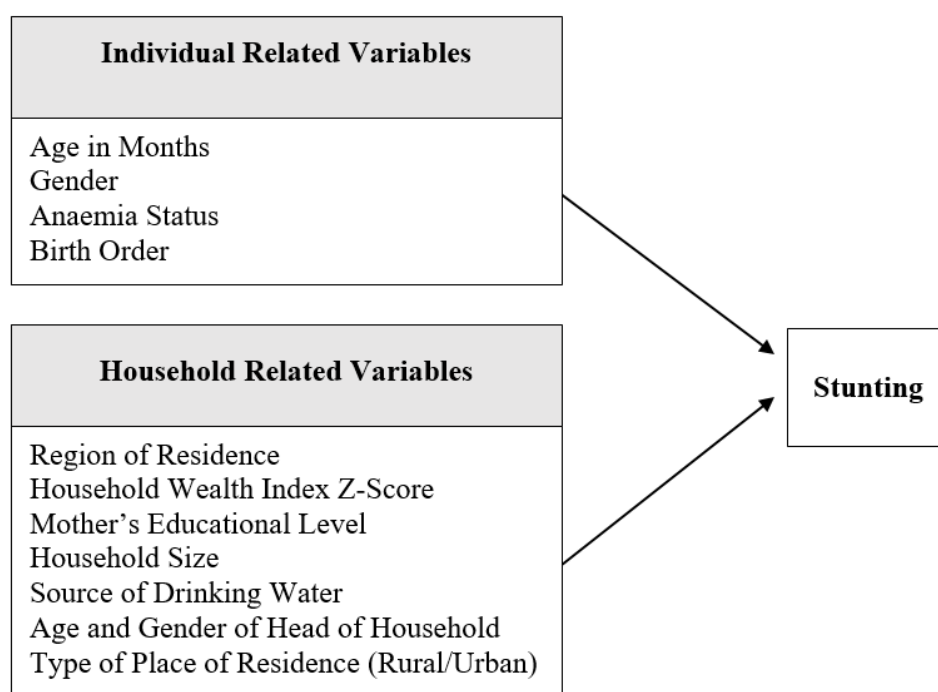 Individual Related Variables
Age in Months
Gender
Anaemia Status
Birth Order
Household Related Variables
Region of Residence
Household Wealth Index Z-Score
Mother’s Educational Level
Household Size
Source of Drinking Water
Age and Gender of Head of Household
Type of Place of Residence (Rural/Urban)
Stunting